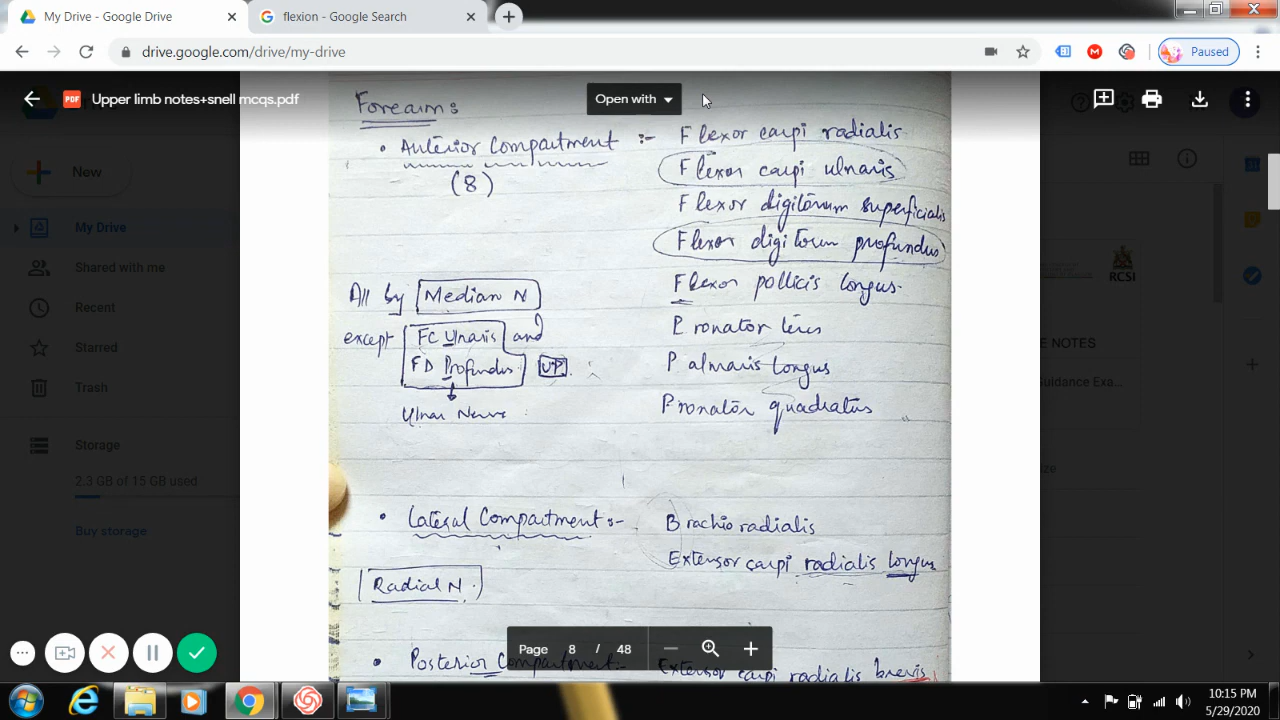 My Drive - Google Drive
flexion - Google Search
drive.google.com/drive/my-drive
Paused
Upper limb notes+snell mcqs.pdf
Open with
Forearm:
• Anterior Compartment :- Flexor carpi radialis
(8)
Flexor carpi ulnaris
Flexor digitorum superficialis
Flexor digitorum profundus
All by Median N
Flexor pollicis longus.
except FC Ulnaris and
Pronator teres
FD Profundus UP.
Palmaris longus
Ulnar Nerve
Pronator quadratus
• Lateral Compartment :- Brachioradialis
Extensor carpi radialis longus
Radial N.
• Posterior Compartment:- Extensor carpi radialis brevis
New
My Drive
Shared with me
Recent
Starred
Trash
Storage
2.3 GB of 15 GB used
Buy storage
RCSI
E NOTES
Guidance Exa...
ize
Page 8 / 48
10:15 PM
5/29/2020